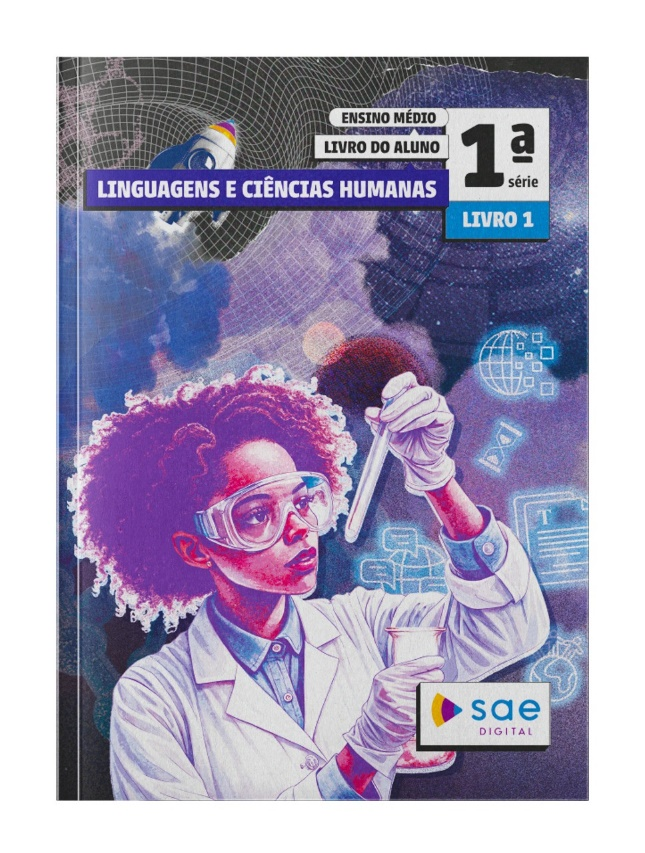 ENSINO MÉDIO
LIVRO DO ALUNO
1ª
série
LINGUAGENS E CIÊNCIAS HUMANAS
LIVRO 1
T
sae
DIGITAL